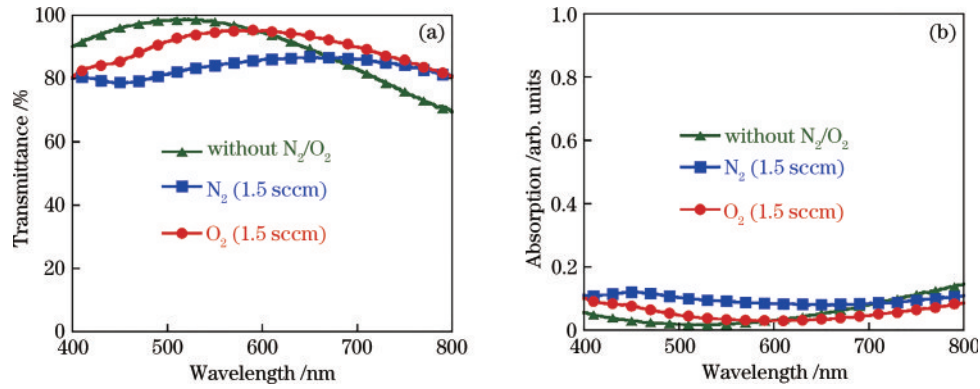 (a)
Transmittance /%
100
80
60
40
20
0
without N₂/O₂
N₂ (1.5 sccm)
O₂ (1.5 sccm)
400 500 600 700 800
Wavelength /nm
(b)
Absorption /arb. units
1.0
0.8
0.6
0.4
0.2
0
without N₂/O₂
N₂ (1.5 sccm)
O₂ (1.5 sccm)
400 500 600 700 800
Wavelength /nm